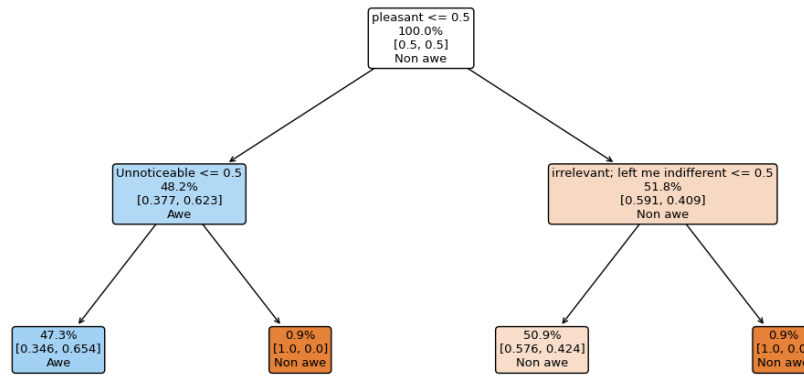 pleasant <= 0.5
100.0%
[0.5, 0.5]
Non awe
Unnoticeable <= 0.5
48.2%
[0.377, 0.623]
Awe
irrelevant; left me indifferent <= 0.5
51.8%
[0.591, 0.409]
Non awe
47.3%
[0.346, 0.654]
Awe
0.9%
[1.0, 0.0]
Non awe
50.9%
[0.576, 0.424]
Non awe
0.9%
[1.0, 0.0
Non awe